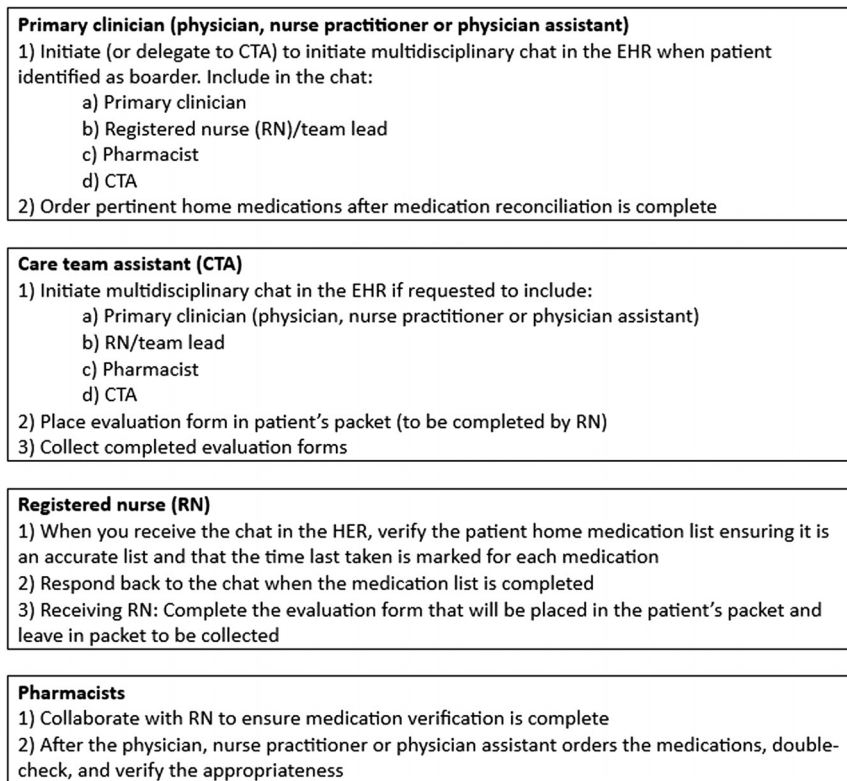 Primary clinician (physician, nurse practitioner or physician assistant)
1) Initiate (or delegate to CTA) to initiate multidisciplinary chat in the EHR when patient
identified as boarder. Include in the chat:
a) Primary clinician
b) Registered nurse (RN)/team lead
c) Pharmacist
d) CTA
2) Order pertinent home medications after medication reconciliation is complete
Care team assistant (CTA)
1) Initiate multidisciplinary chat in the EHR if requested to include:
a) Primary clinician (physician, nurse practitioner or physician assistant)
b) RN/team lead
c) Pharmacist
d) CTA
2) Place evaluation form in patient's packet (to be completed by RN)
3) Collect completed evaluation forms
Registered nurse (RN)
1) When you receive the chat in the HER, verify the patient home medication list ensuring it is
an accurate list and that the time last taken is marked for each medication
2) Respond back to the chat when the medication list is completed
3) Receiving RN: Complete the evaluation form that will be placed in the patient's packet and
leave in packet to be collected
Pharmacists
1) Collaborate with RN to ensure medication verification is complete
2) After the physician, nurse practitioner or physician assistant orders the medications, double-
check, and verify the appropriateness